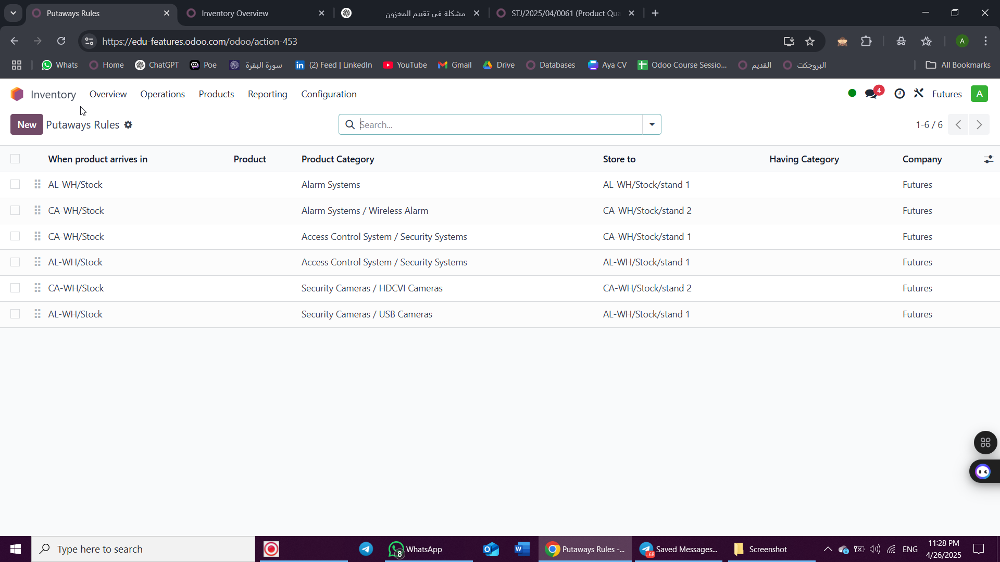 Putaways Rules
Inventory Overview
مشكلة في تقييم المخزون
STJ/2025/04/0061 (Product Qua
https://edu-features.odoo.com/odoo/action-453
A
Whats
Home
ChatGPT
Poe
سورة البقرة
(2) Feed | LinkedIn
YouTube
Gmail
Drive
Databases
Aya CV
Odoo Course Sessio...
القديم
البروجكت
All Bookmarks
Inventory
Overview
Operations
Products
Reporting
Configuration
4
Futures
A
New
Putaways Rules
Search...
1-6 / 6
When product arrives in Product Product Category Store to Having Category Company
AL-WH/Stock Alarm Systems AL-WH/Stock/stand 1 Futures
CA-WH/Stock Alarm Systems / Wireless Alarm CA-WH/Stock/stand 2 Futures
CA-WH/Stock Access Control System / Security Systems CA-WH/Stock/stand 1 Futures
AL-WH/Stock Access Control System / Security Systems AL-WH/Stock/stand 1 Futures
CA-WH/Stock Security Cameras / HDCVI Cameras CA-WH/Stock/stand 2 Futures
AL-WH/Stock Security Cameras / USB Cameras AL-WH/Stock/stand 1 Futures
Type here to search
8
WhatsApp
Putaways Rules -...
..68
Saved Messages...
Screenshot
ENG
11:28 PM
4/26/2025